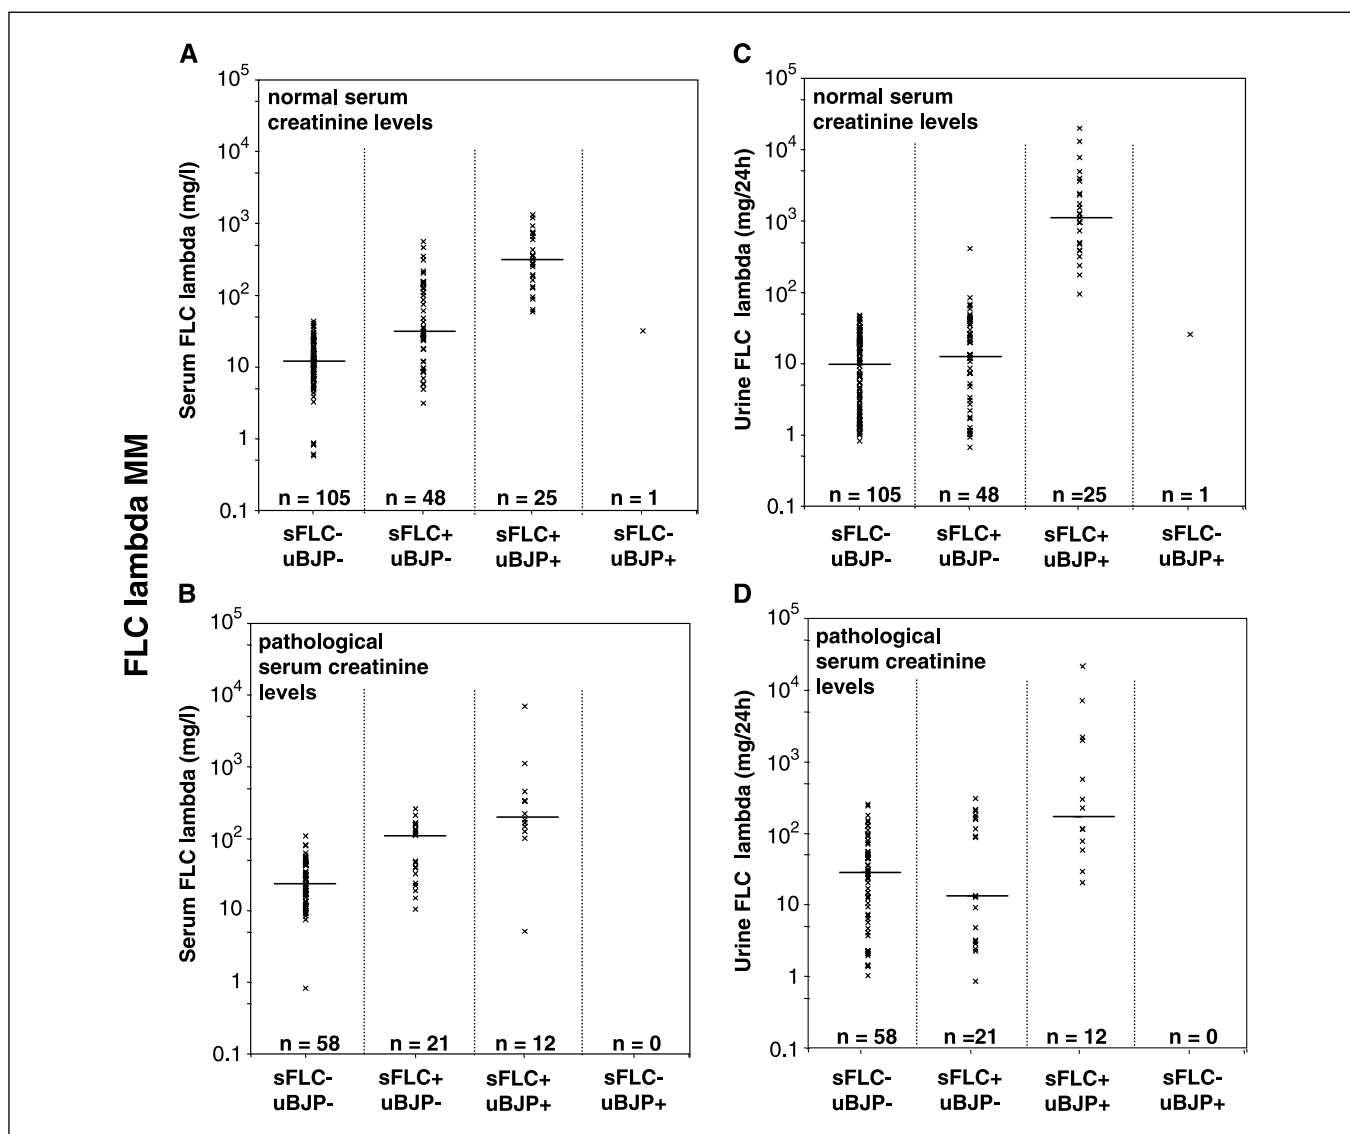 FLC lambda MM
A
Serum FLC lambda (mg/l)
10^5
10^4
10^3
10^2
10
1
0.1
normal serum
creatinine levels
n = 105
n = 48
n = 25
n = 1
sFLC- sFLC+ sFLC+ sFLC-
uBJP- uBJP- uBJP+ uBJP+
C
Urine FLC lambda (mg/24h)
10^5
10^4
10^3
10^2
10
1
0.1
normal serum
creatinine levels
n = 105
n = 48
n =25
n = 1
sFLC- sFLC+ sFLC+ sFLC-
uBJP- uBJP- uBJP+ uBJP+
B
Serum FLC lambda (mg/l)
10^5
10^4
10^3
10^2
10
1
0.1
pathological
serum creatinine
levels
n = 58
n = 21
n = 12
n = 0
sFLC- sFLC+ sFLC+ sFLC-
uBJP- uBJP- uBJP+ uBJP+
D
Urine FLC lambda (mg/24h)
10^5
10^4
10^3
10^2
10
1
0.1
pathological
serum creatinine
levels
n = 58
n =21
n = 12
n = 0
sFLC- sFLC+ sFLC+ sFLC-
uBJP- uBJP- uBJP+ uBJP+